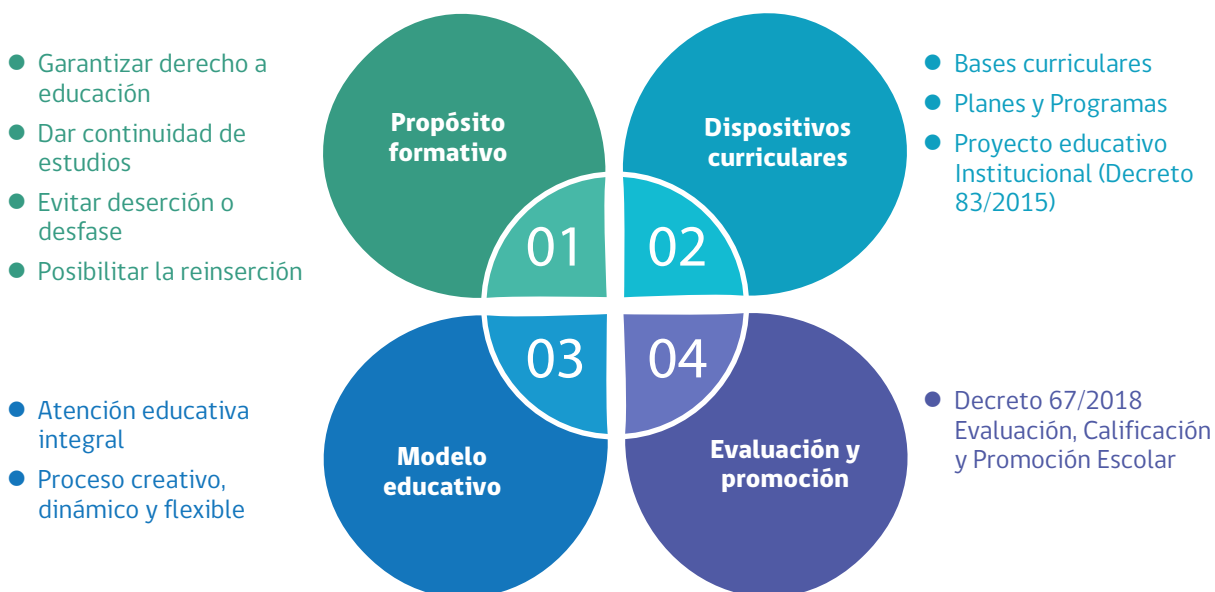 ● Garantizar derecho a
educación
● Dar continuidad de
estudios
● Evitar deserción o
desfase
● Posibilitar la reinserción
Propósito
formativo
01
Dispositivos
curriculares
02
● Bases curriculares
● Planes y Programas
● Proyecto educativo
Institucional (Decreto
83/2015)
● Atención educativa
integral
● Proceso creativo,
dinámico y flexible
03
Modelo
educativo
04
Evaluación y
promoción
● Decreto 67/2018
Evaluación, Calificación
y Promoción Escolar